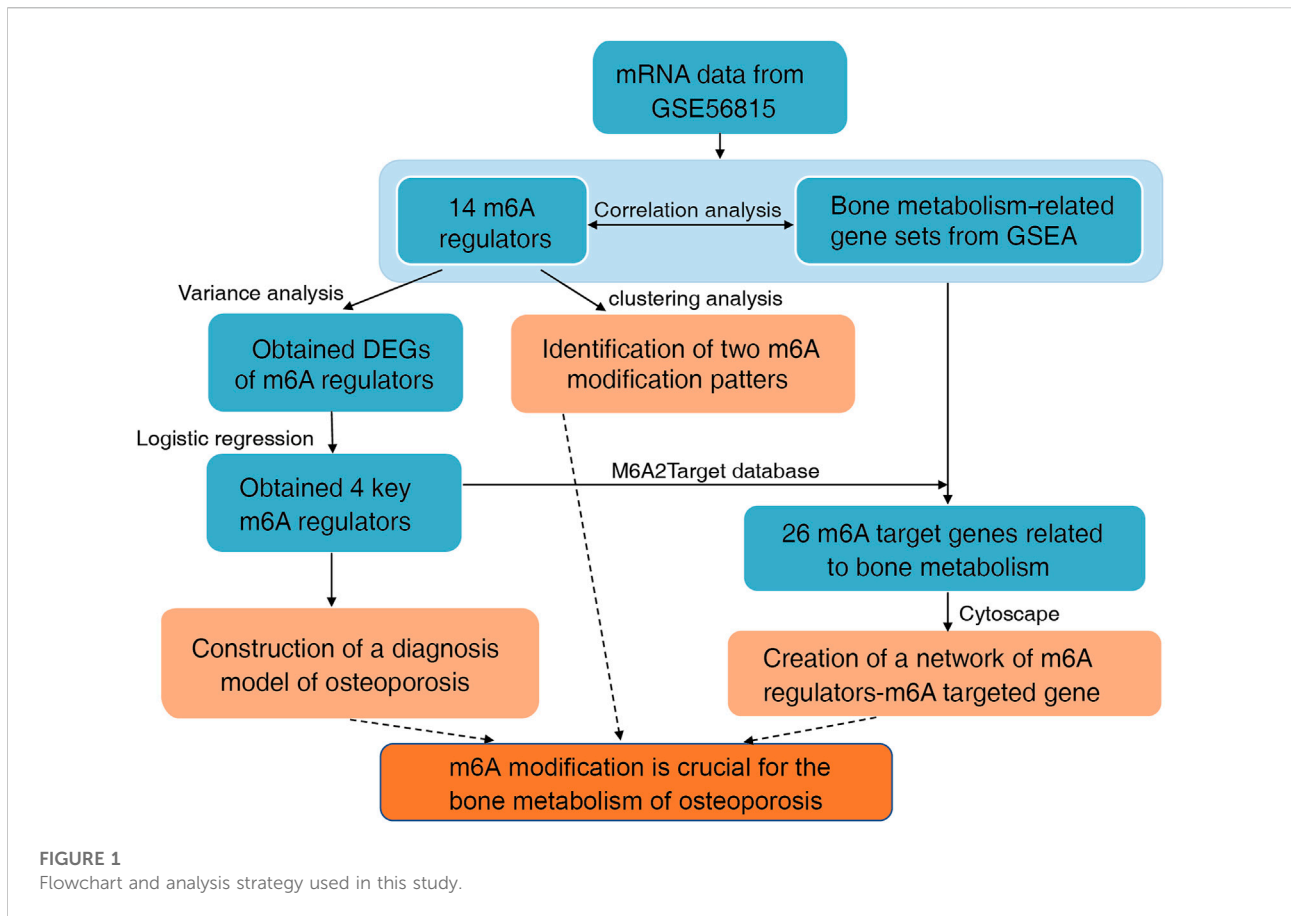 mRNA data from
GSE56815
14 m6A
regulators
Correlation analysis
Bone metabolism-related
gene sets from GSEA
Variance analysis
clustering analysis
Obtained DEGs
of m6A regulators
Identification of two m6A
modification patters
Logistic regression
M6A2Target database
Obtained 4 key
m6A regulators
26 m6A target genes related
to bone metabolism
Cytoscape
Construction of a diagnosis
model of osteoporosis
Creation of a network of m6A
regulators-m6A targeted gene
m6A modification is crucial for the
bone metabolism of osteoporosis
FIGURE 1
Flowchart and analysis strategy used in this study.